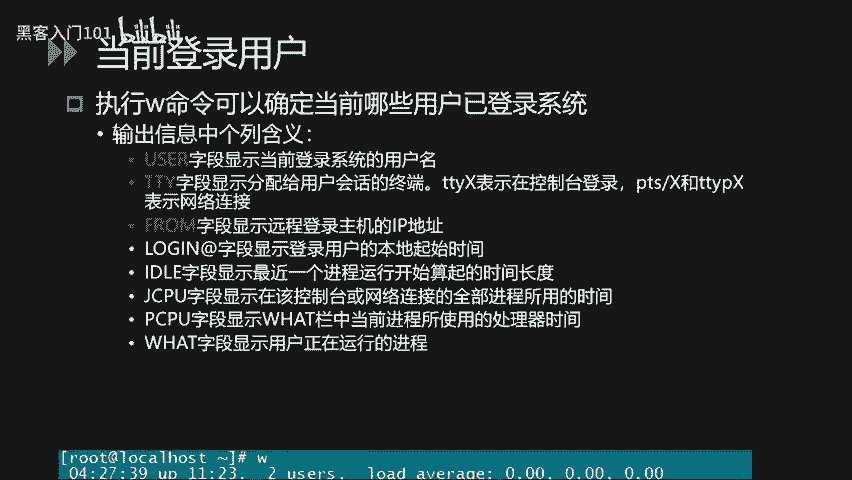 黑客入门101 bilibili
当前登录用户
执行w命令可以确定当前哪些用户已登录系统
• 输出信息中个列含义：
• USER字段显示当前登录系统的用户名
• TTY字段显示分配给用户会话的终端。ttyX表示在控制台登录，pts/X和ttypX
表示网络连接
• FROM字段显示远程登录主机的IP地址
• LOGIN@字段显示登录用户的本地起始时间
• IDLE字段显示最近一个进程运行开始算起的时间长度
• JCPU字段显示在该控制台或网络连接的全部进程所用的时间
• PCPU字段显示WHAT栏中当前进程所使用的处理器时间
• WHAT字段显示用户正在运行的进程
[root@localhost ~]# w
04:27:39 up 11:23,  2 users,  load average: 0.00, 0.00, 0.00